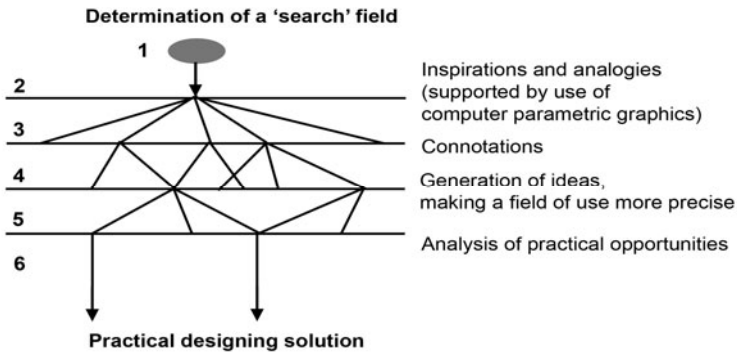 Determination of a ‘search’ field
1
2
Inspirations and analogies
(supported by use of
computer parametric graphics)
3
Connotations
4
Generation of ideas,
making a field of use more precise
5
Analysis of practical opportunities
6
Practical designing solution